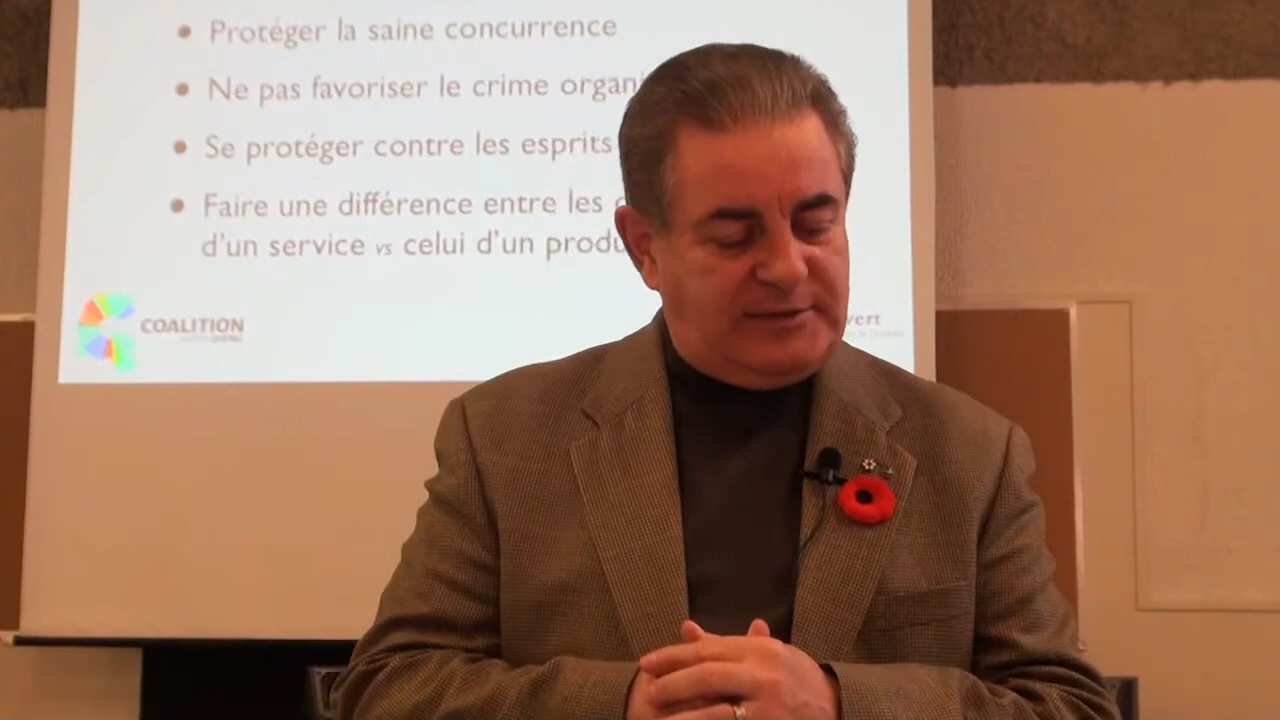 Protéger la saine concurrence
Ne pas favoriser le crime organi
Se protéger contre les esprits
Faire une différence entre les
d'un service vs celui d'un produ
COALITION
vert